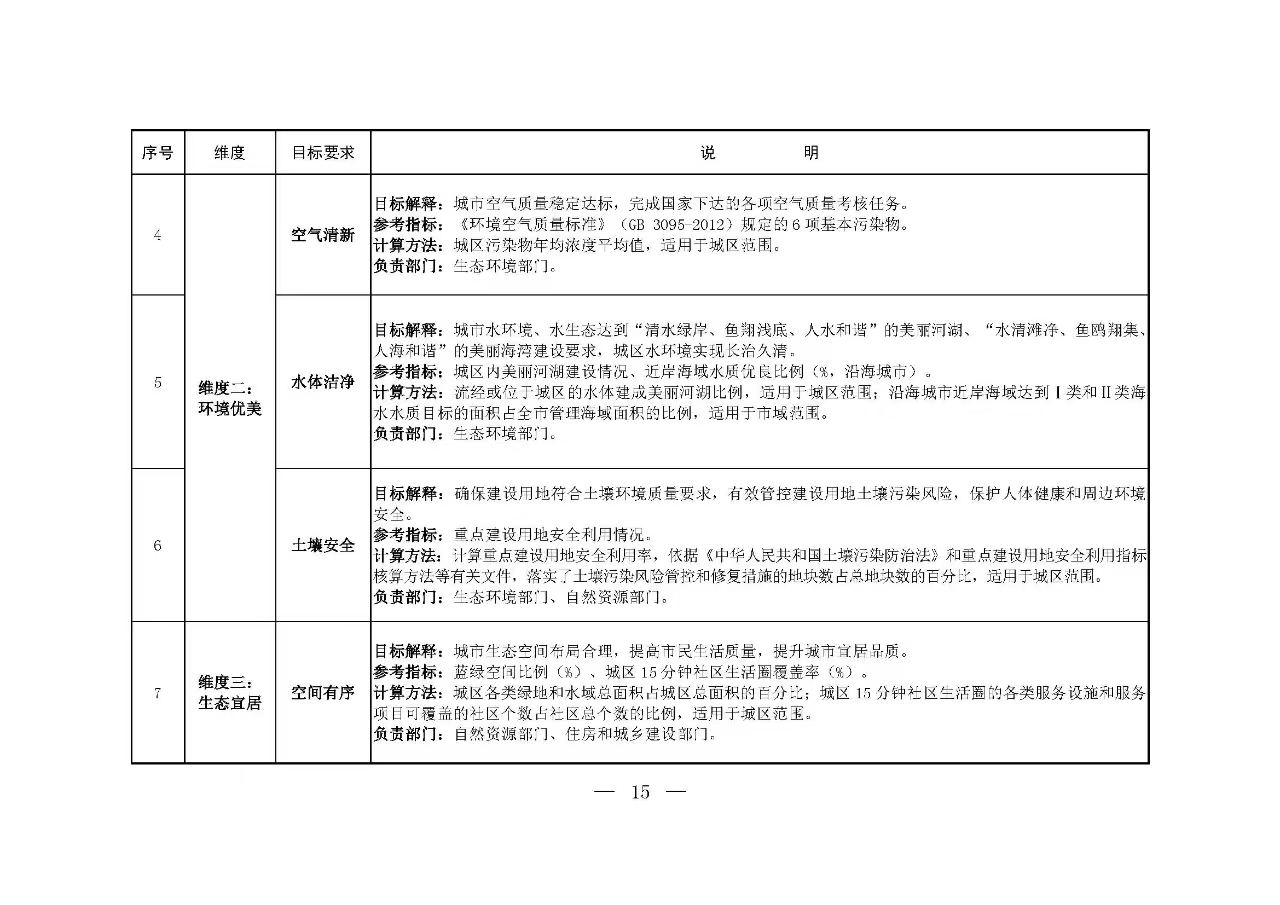 序号 维度 目标要求 说 明
4
空气清新
目标解释：城市空气质量稳定达标，完成国家下达的各项空气质量考核任务。
参考指标：《环境空气质量标准》（GB 3095-2012）规定的6项基本污染物。
计算方法：城区污染物年均浓度平均值，适用于城区范围。
负责部门：生态环境部门。
5
维度二：
环境优美
水体洁净
目标解释：城市水环境、水生态达到“清水绿岸、鱼翔浅底、人水和谐”的美丽河湖、“水清滩净、鱼鸥翔集、
人海和谐”的美丽海湾建设要求，城区水环境实现长治久清。
参考指标：城区内美丽河湖建设情况、近岸海域水质优良比例（%，沿海城市）。
计算方法：流经或位于城区的水体建成美丽河湖比例，适用于城区范围；沿海城市近岸海域达到Ⅰ类和Ⅱ类海
水水质目标的面积占全市管理海域面积的比例，适用于市域范围。
负责部门：生态环境部门。
6
土壤安全
目标解释：确保建设用地符合土壤环境质量要求，有效管控建设用地土壤污染风险，保护人体健康和周边环境
安全。
参考指标：重点建设用地安全利用情况。
计算方法：计算重点建设用地安全利用率，依据《中华人民共和国土壤污染防治法》和重点建设用地安全利用指标
核算方法等有关文件，落实了土壤污染风险管控和修复措施的地块数占总地块数的百分比，适用于城区范围。
负责部门：生态环境部门、自然资源部门。
7
维度三：
生态宜居
空间有序
目标解释：城市生态空间布局合理，提高市民生活质量，提升城市宜居品质。
参考指标：蓝绿空间比例（%）、城区15分钟社区生活圈覆盖率（%）。
计算方法：城区各类绿地和水域总面积占城区总面积的百分比；城区15分钟社区生活圈的各类服务设施和服务
项目可覆盖的社区个数占社区总个数的比例，适用于城区范围。
负责部门：自然资源部门、住房和城乡建设部门。
— 15 —